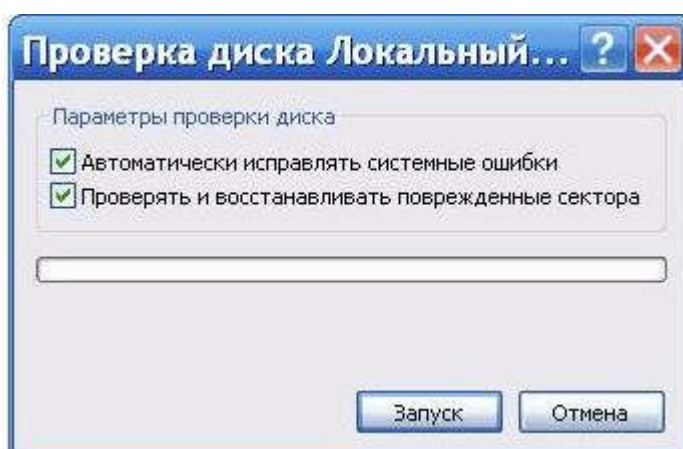 Проверка диска Локальный...
Параметры проверки диска
Автоматически исправлять системные ошибки
Проверять и восстанавливать поврежденные сектора
Запуск
Отмена